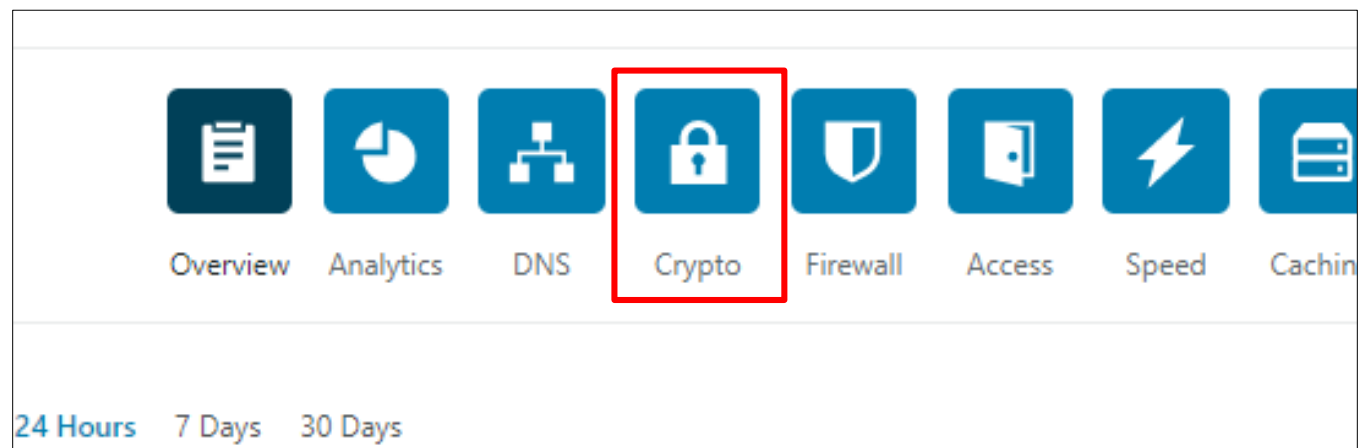 Overview Analytics DNS Crypto Firewall Access Speed Cachin
24 Hours 7 Days 30 Days